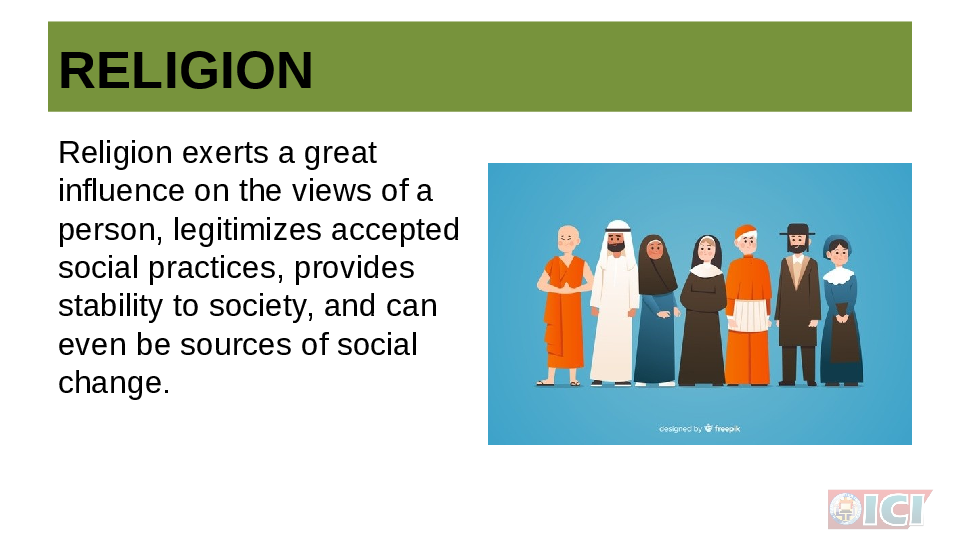 RELIGION
Religion exerts a great
influence on the views of a
person, legitimizes accepted
social practices, provides
stability to society, and can
even be sources of social
change.
designed by freepik
ICI